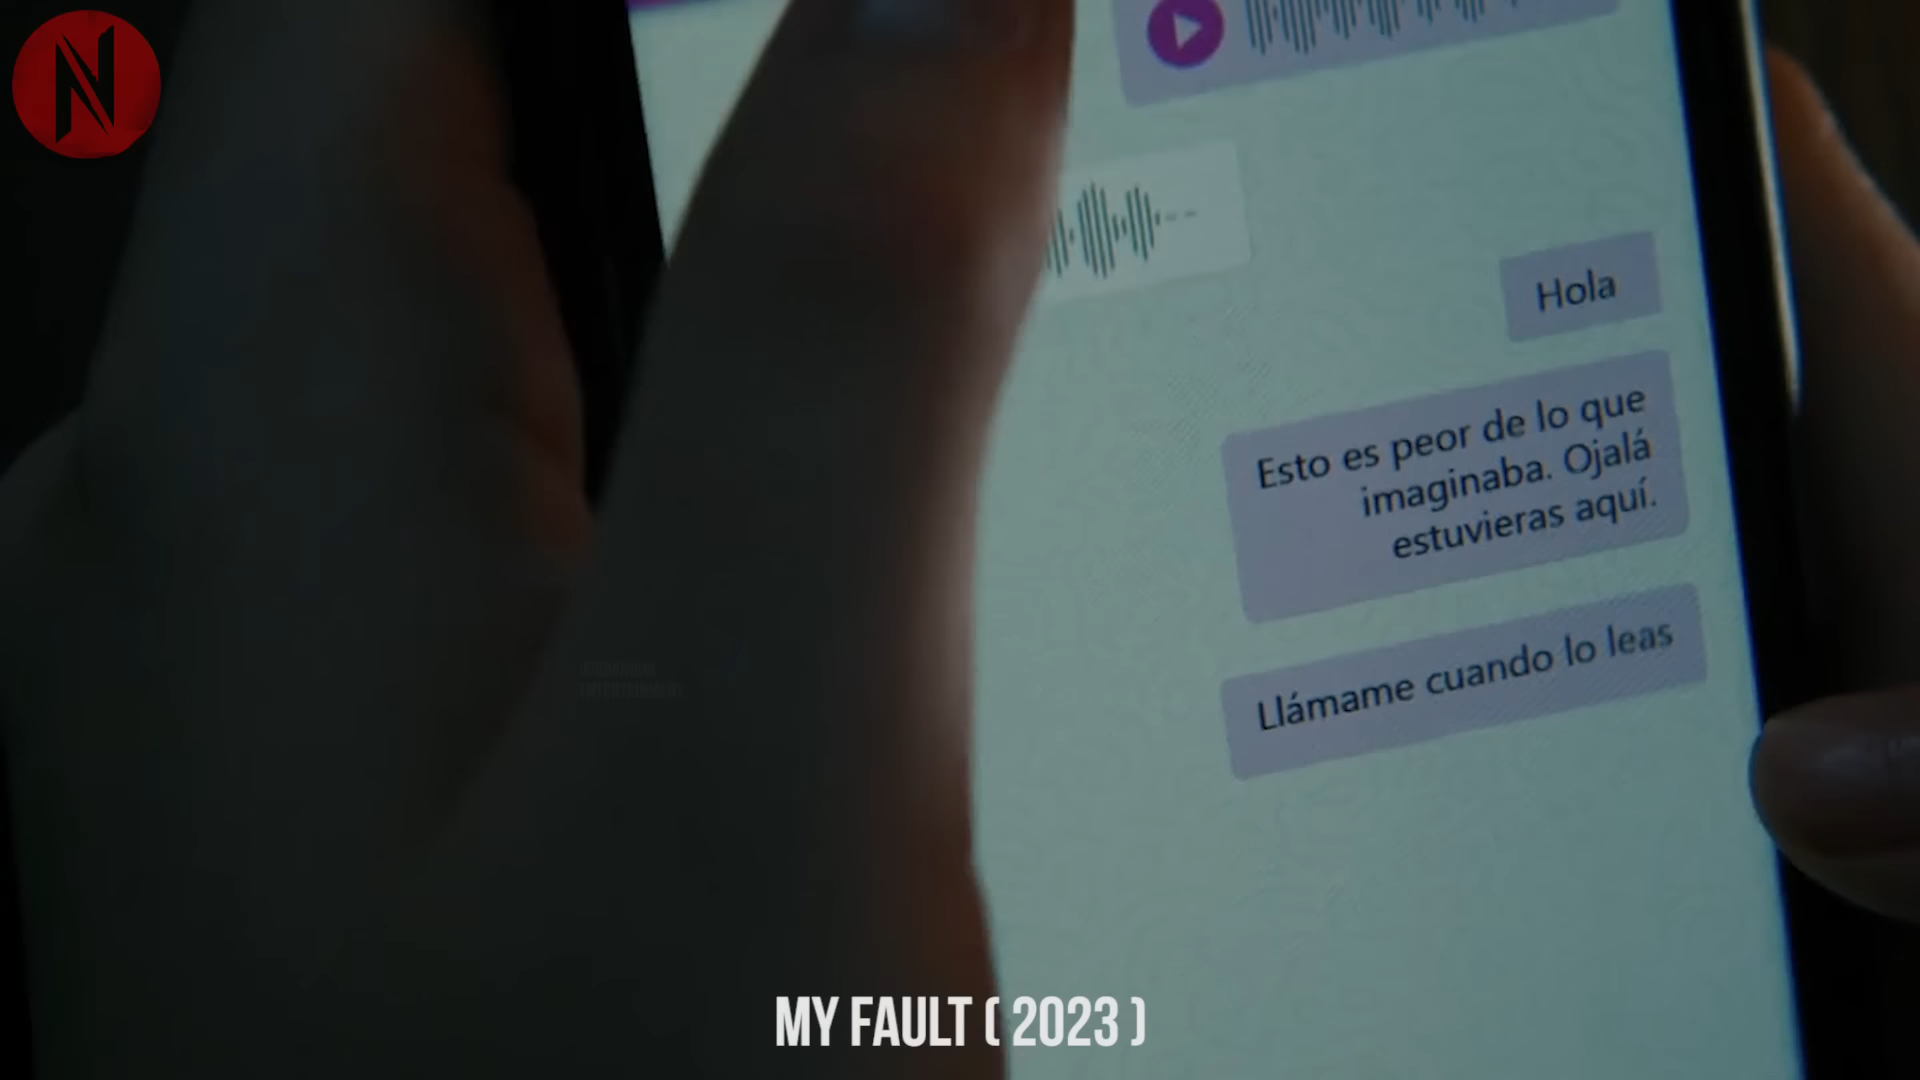 N
Hola
Esto es peor de lo que
imaginaba. Ojalá
estuvieras aquí.
Llámame cuando lo leas
MY FAULT ( 2023 )